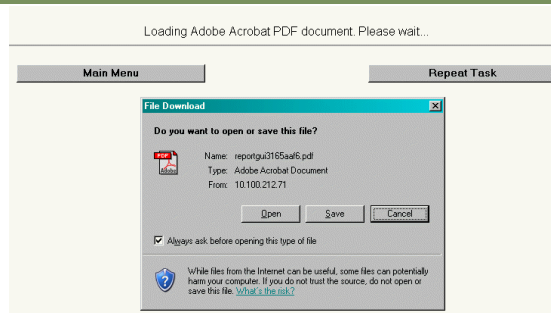 Loading Adobe Acrobat PDF document. Please wait...
Main Menu
Repeat Task
File Download
Do you want to open or save this file?
PDF
Adobe
Name: reportgui3165aaf6.pdf
Type: Adobe Acrobat Document
From: 10.100.212.71
Open Save Cancel
Always ask before opening this type of file
While files from the Internet can be useful, some files can potentially
harm your computer. If you do not trust the source, do not open or
save this file. What's the risk?